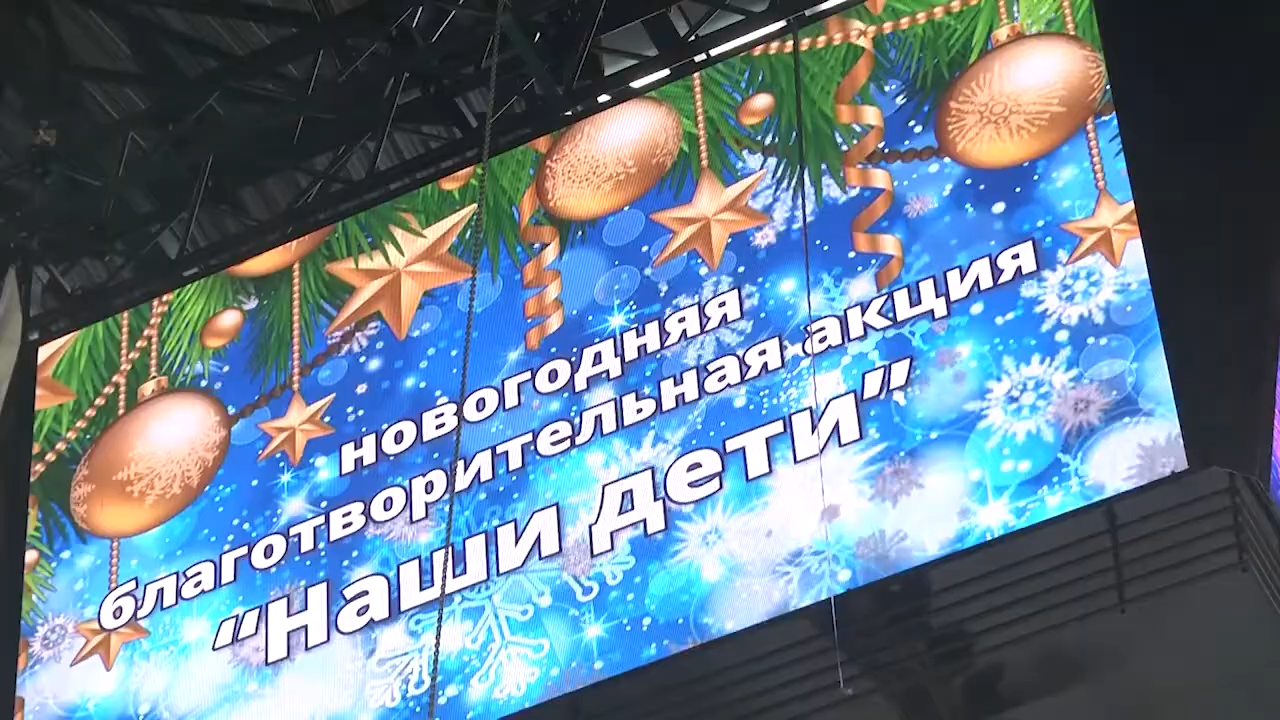 новогодняя
благотворительная акция
"Наши дети"